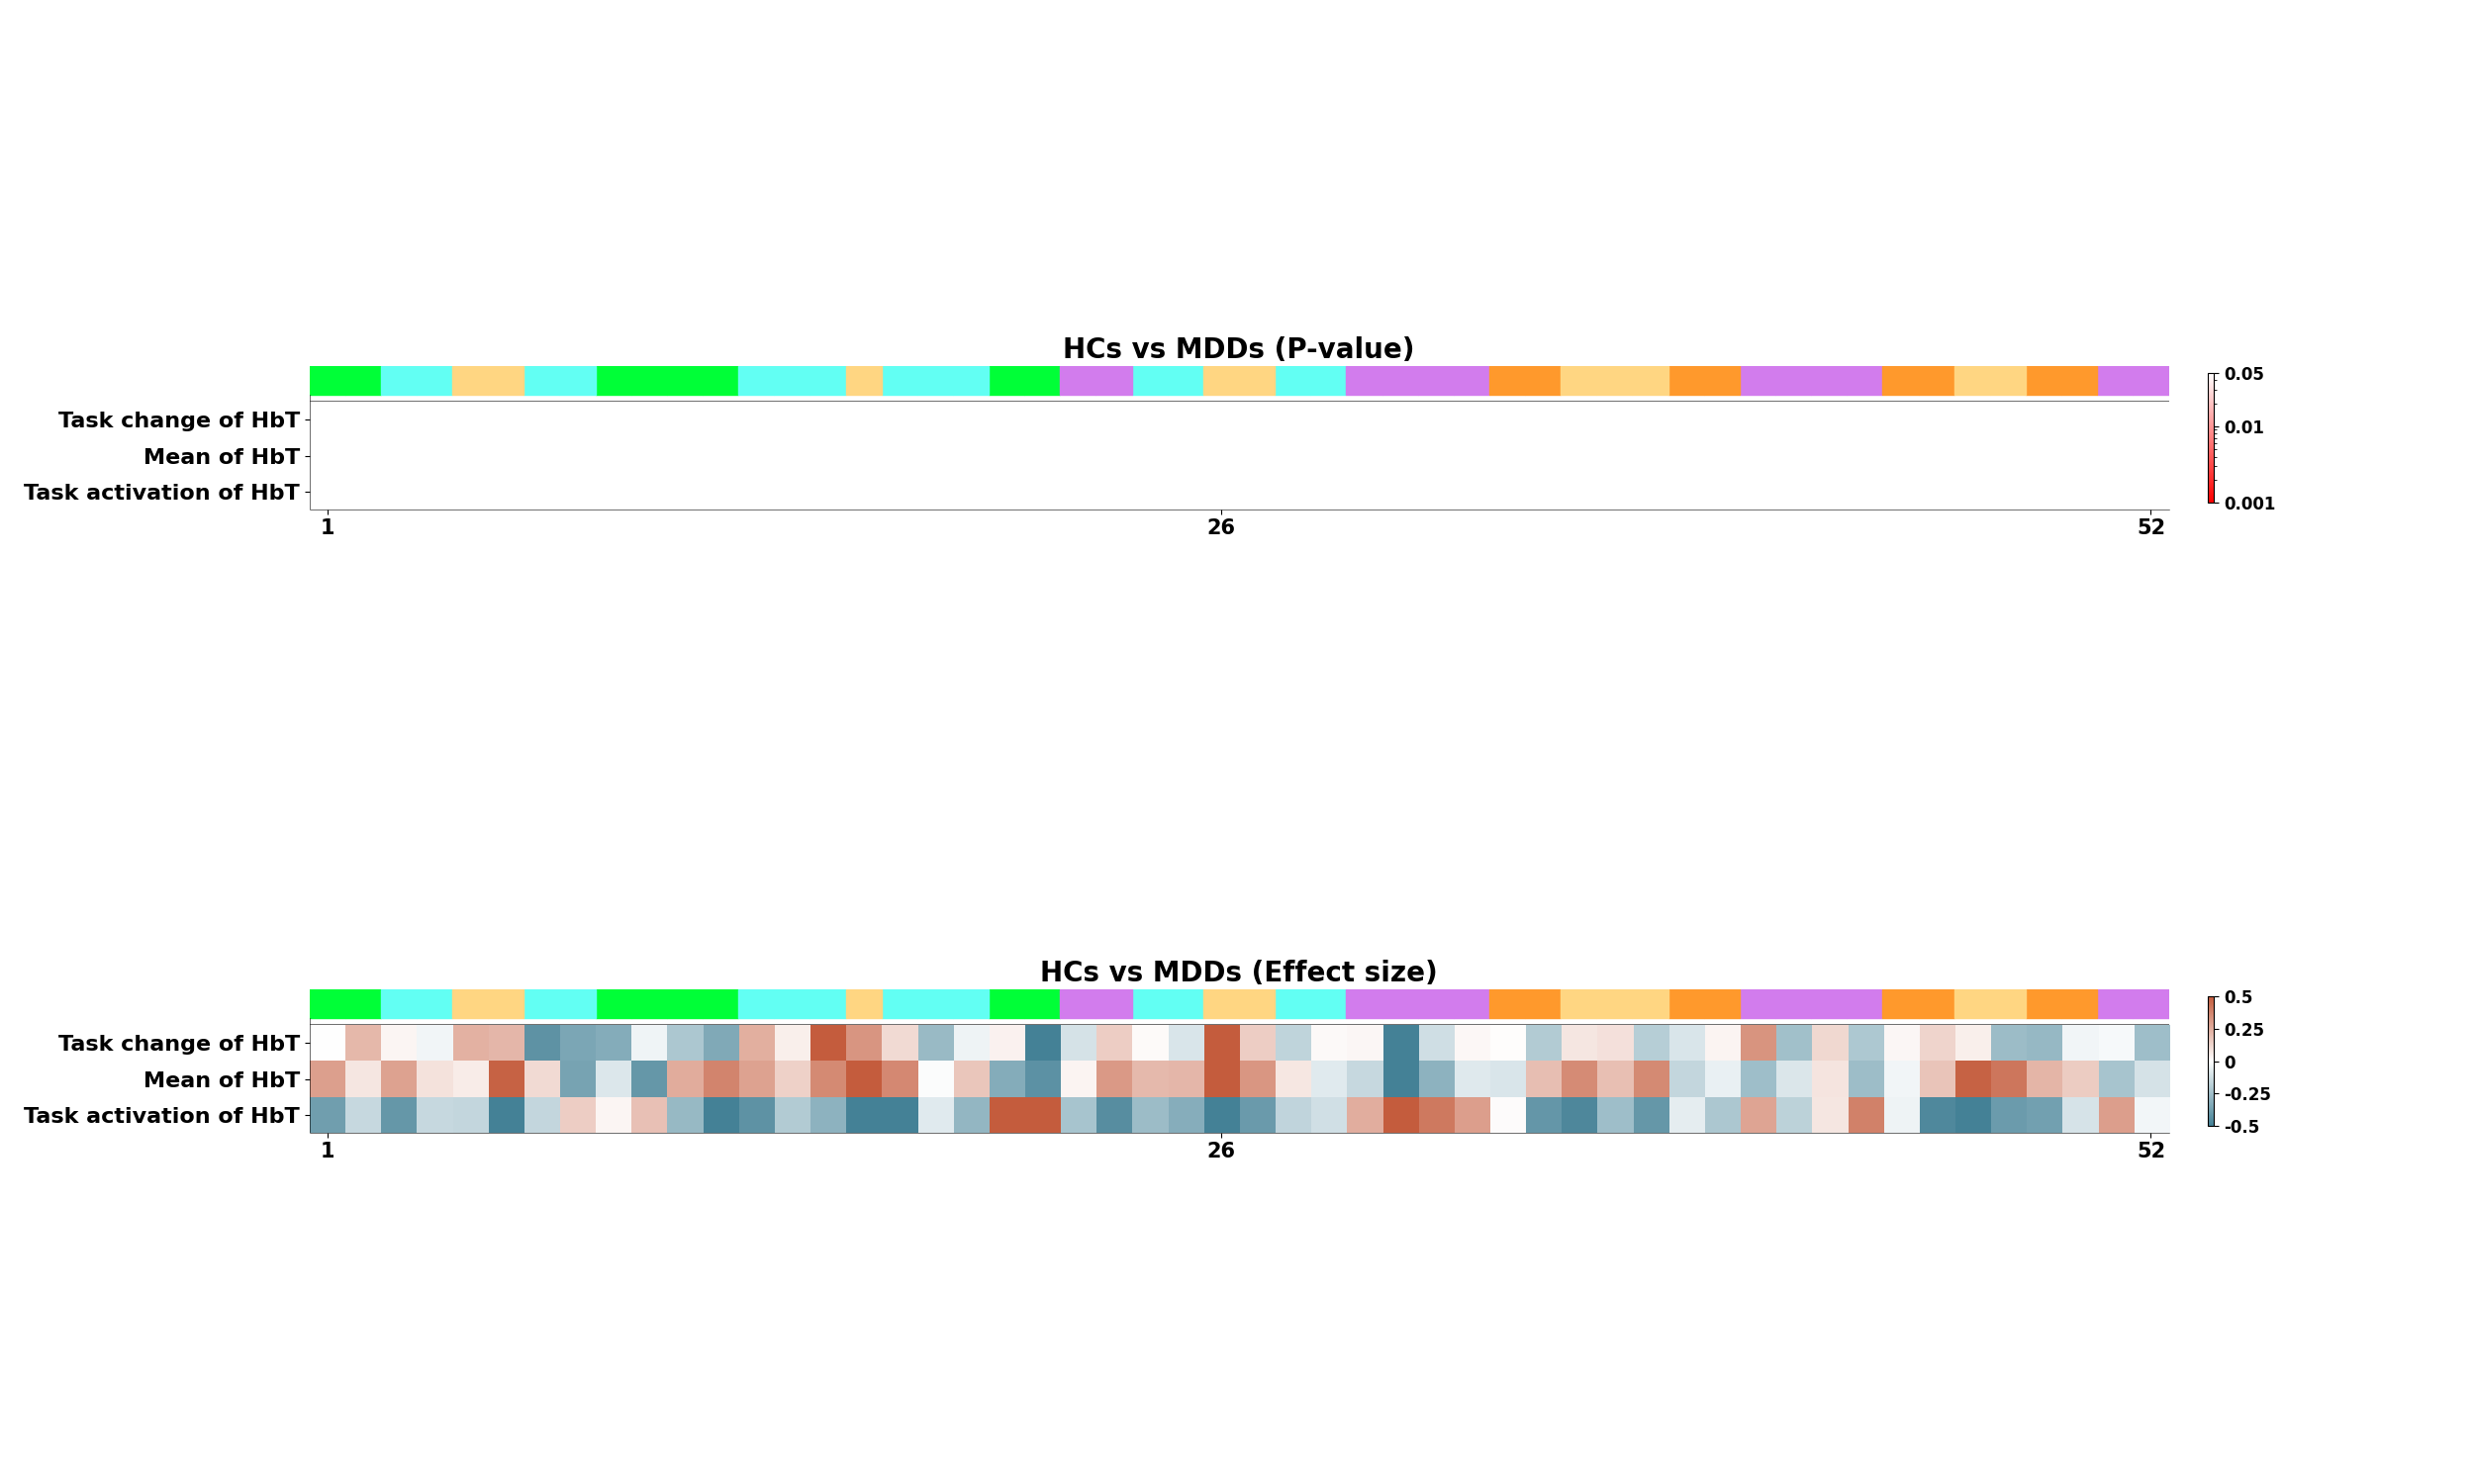 HCs vs MDDs (P-value)
Task change of HbT
Mean of HbT
Task activation of HbT
1
26
52
0.05
0.01
0.001
HCs vs MDDs (Effect size)
Task change of HbT
Mean of HbT
Task activation of HbT
1
26
52
0.5
0.25
0
-0.25
-0.5